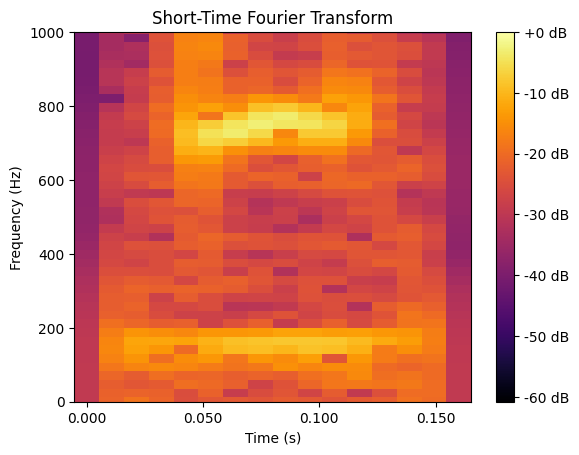 Short-Time Fourier Transform
Frequency (Hz)
1000
800
600
400
200
0
0.000
0.050
0.100
0.150
Time (s)
+0 dB
-10 dB
-20 dB
-30 dB
-40 dB
-50 dB
-60 dB